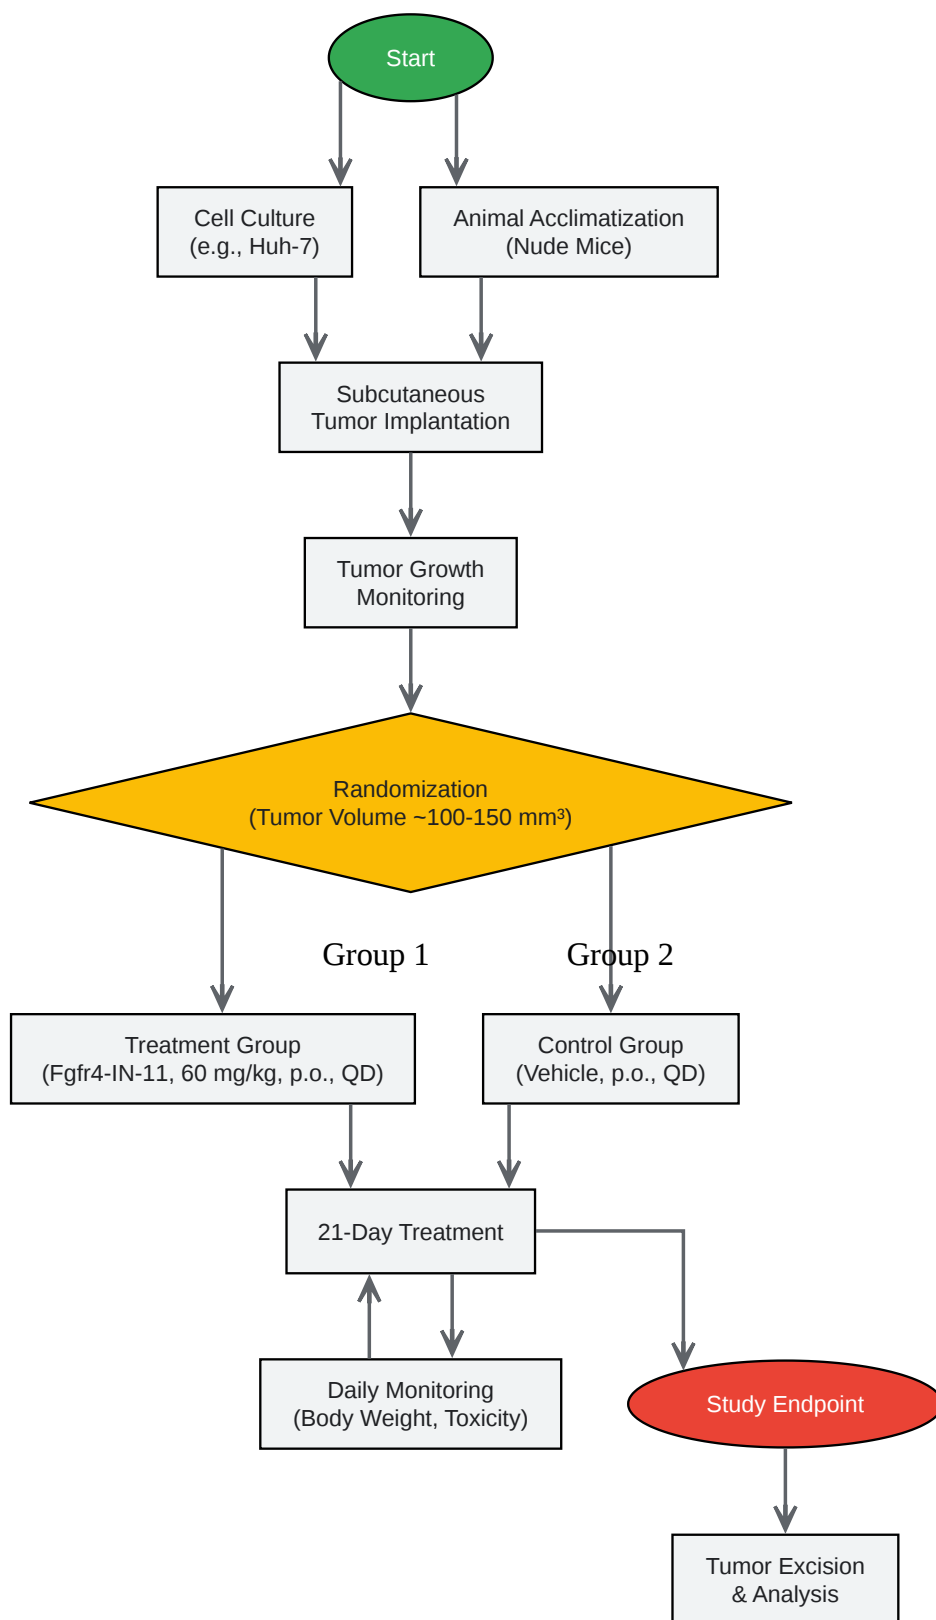 Start
Cell Culture
(e.g., Huh-7)
Animal Acclimatization
(Nude Mice)
Subcutaneous
Tumor Implantation
Tumor Growth
Monitoring
Randomization
(Tumor Volume ~100-150 mm³)
Group 1
Group 2
Treatment Group
(Fgfr4-IN-11, 60 mg/kg, p.o., QD)
Control Group
(Vehicle, p.o., QD)
21-Day Treatment
Daily Monitoring
(Body Weight, Toxicity)
Study Endpoint
Tumor Excision
& Analysis